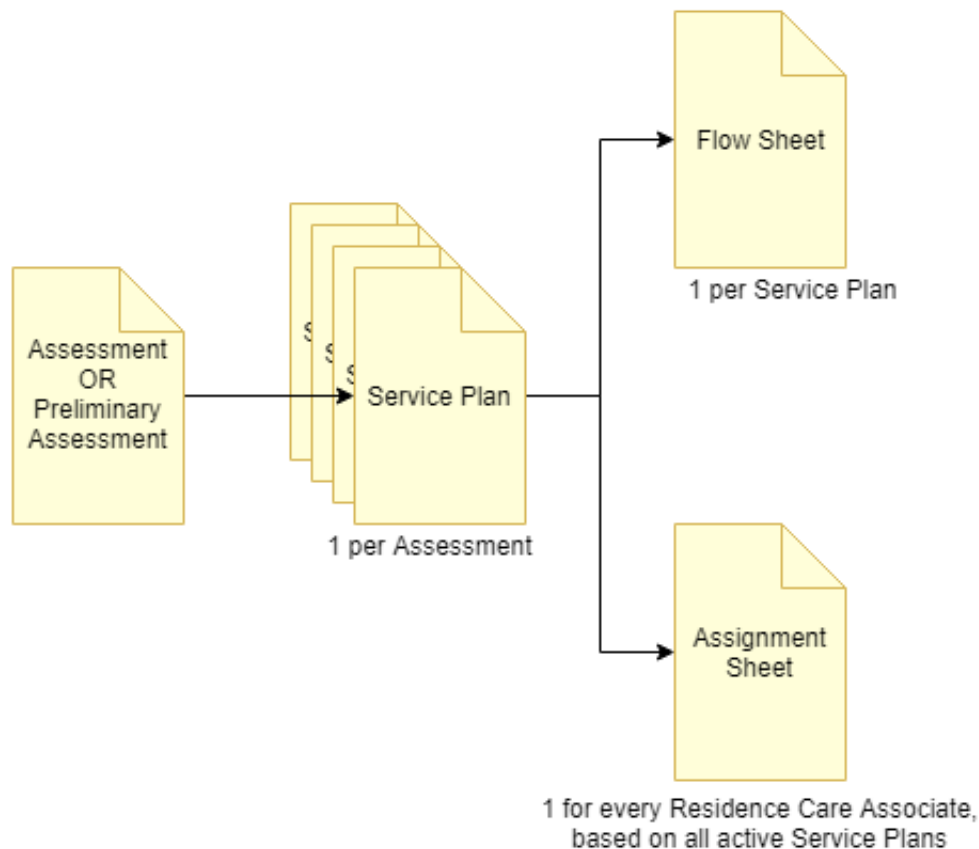 Flow Sheet
1 per Service Plan
Assessment
OR
Preliminary
Assessment
S
S
S
Service Plan
1 per Assessment
Assignment
Sheet
1 for every Residence Care Associate,
based on all active Service Plans